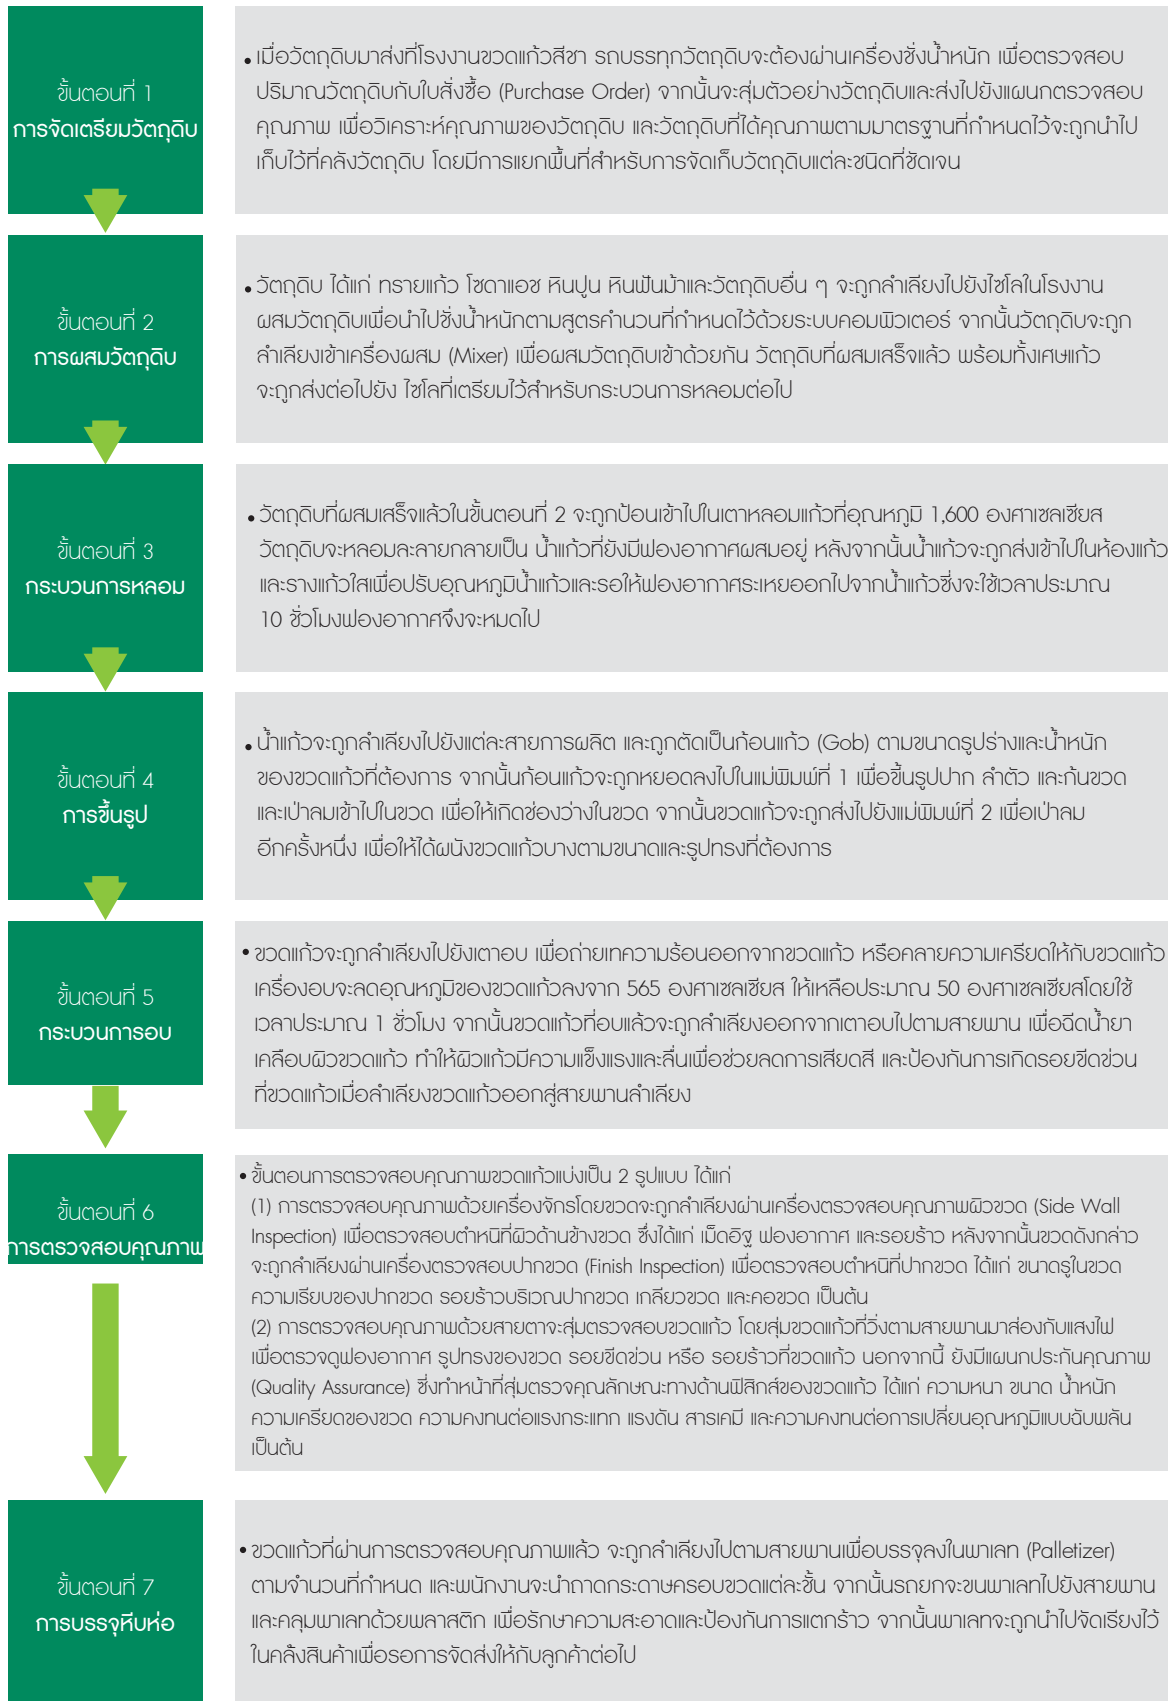 ขั้นตอนที่ 1
การจัดเตรียมวัตถุดิบ
• เมื่อวัตถุดิบมาส่งที่โรงงานขวดแก้วสีชา รถบรรทุกวัตถุดิบจะต้องผ่านเครื่องชั่งน้ำหนัก เพื่อตรวจสอบ
ปริมาณวัตถุดิบกับใบสั่งซื้อ (Purchase Order) จากนั้นจะสุ่มตัวอย่างวัตถุดิบและส่งไปยังแผนกตรวจสอบ
คุณภาพ เพื่อวิเคราะห์คุณภาพของวัตถุดิบ และวัตถุดิบที่ได้คุณภาพตามมาตรฐานที่กำหนดไว้จะถูกนำไป
เก็บไว้ที่คลังวัตถุดิบ โดยมีการแยกพื้นที่สำหรับการจัดเก็บวัตถุดิบแต่ละชนิดที่ชัดเจน
ขั้นตอนที่ 2
การผสมวัตถุดิบ
• วัตถุดิบ ได้แก่ ทรายแก้ว โซดาแอช หินปูน หินฟันม้าและวัตถุดิบอื่น ๆ จะถูกลำเลียงไปยังไซโลในโรงงาน
ผสมวัตถุดิบเพื่อนำไปชั่งน้ำหนักตามสูตรคำนวนที่กำหนดไว้ด้วยระบบคอมพิวเตอร์ จากนั้นวัตถุดิบจะถูก
ลำเลียงเข้าเครื่องผสม (Mixer) เพื่อผสมวัตถุดิบเข้าด้วยกัน วัตถุดิบที่ผสมเสร็จแล้ว พร้อมทั้งเศษแก้ว
จะถูกส่งต่อไปยัง ไซโลที่เตรียมไว้สำหรับกระบวนการหลอมต่อไป
ขั้นตอนที่ 3
กระบวนการหลอม
• วัตถุดิบที่ผสมเสร็จแล้วในขั้นตอนที่ 2 จะถูกป้อนเข้าไปในเตาหลอมแก้วที่อุณหภูมิ 1,600 องศาเซลเซียส
วัตถุดิบจะหลอมละลายกลายเป็น น้ำแก้วที่ยังมีฟองอากาศผสมอยู่ หลังจากนั้นน้ำแก้วจะถูกส่งเข้าไปในห้องแก้ว
และรางแก้วใสเพื่อปรับอุณหภูมิน้ำแก้วและรอให้ฟองอากาศระเหยออกไปจากน้ำแก้วซึ่งจะใช้เวลาประมาณ
10 ชั่วโมงฟองอากาศจึงจะหมดไป
ขั้นตอนที่ 4
การขึ้นรูป
• น้ำแก้วจะถูกลำเลียงไปยังแต่ละสายการผลิต และถูกตัดเป็นก้อนแก้ว (Gob) ตามขนาดรูปร่างและน้ำหนัก
ของขวดแก้วที่ต้องการ จากนั้นก้อนแก้วจะถูกหยอดลงไปในแม่พิมพ์ที่ 1 เพื่อขึ้นรูปปาก ลำตัว และก้นขวด
และเป่าลมเข้าไปในขวด เพื่อให้เกิดช่องว่างในขวด จากนั้นขวดแก้วจะถูกส่งไปยังแม่พิมพ์ที่ 2 เพื่อเป่าลม
อีกครั้งหนึ่ง เพื่อให้ได้ผนังขวดแก้วบางตามขนาดและรูปทรงที่ต้องการ
ขั้นตอนที่ 5
กระบวนการอบ
• ขวดแก้วจะถูกลำเลียงไปยังเตาอบ เพื่อถ่ายเทความร้อนออกจากขวดแก้ว หรือคลายความเครียดให้กับขวดแก้ว
เครื่องอบจะลดอุณหภูมิของขวดแก้วลงจาก 565 องศาเซลเซียส ให้เหลือประมาณ 50 องศาเซลเซียสโดยใช้
เวลาประมาณ 1 ชั่วโมง จากนั้นขวดแก้วที่อบแล้วจะถูกลำเลียงออกจากเตาอบไปตามสายพาน เพื่อฉีดน้ำยา
เคลือบผิวขวดแก้ว ทำให้ผิวแก้วมีความแข็งแรงและลื่นเพื่อช่วยลดการเสียดสี และป้องกันการเกิดรอยขีดข่วน
ที่ขวดแก้วเมื่อลำเลียงขวดแก้วออกสู่สายพานลำเลียง
ขั้นตอนที่ 6
การตรวจสอบคุณภาพ
• ขั้นตอนการตรวจสอบคุณภาพขวดแก้วแบ่งเป็น 2 รูปแบบ ได้แก่
(1) การตรวจสอบคุณภาพด้วยเครื่องจักรโดยขวดจะถูกลำเลียงผ่านเครื่องตรวจสอบคุณภาพผิวขวด (Side Wall
Inspection) เพื่อตรวจสอบตำหนิที่ผิวด้านข้างขวด ซึ่งได้แก่ เม็ดอิฐ ฟองอากาศ และรอยร้าว หลังจากนั้นขวดดังกล่าว
จะถูกลำเลียงผ่านเครื่องตรวจสอบปากขวด (Finish Inspection) เพื่อตรวจสอบตำหนิที่ปากขวด ได้แก่ ขนาดรูในขวด
ความเรียบของปากขวด รอยร้าวบริเวณปากขวด เกลียวขวด และคอขวด เป็นต้น
(2) การตรวจสอบคุณภาพด้วยสายตาจะสุ่มตรวจสอบขวดแก้ว โดยสุ่มขวดแก้วที่วิ่งตามสายพานมาส่องกับแสงไฟ
เพื่อตรวจดูฟองอากาศ รูปทรงของขวด รอยขีดข่วน หรือ รอยร้าวที่ขวดแก้ว นอกจากนี้ ยังมีแผนกประกันคุณภาพ
(Quality Assurance) ซึ่งทำหน้าที่สุ่มตรวจคุณลักษณะทางด้านฟิสิกส์ของขวดแก้ว ได้แก่ ความหนา ขนาด น้ำหนัก
ความเครียดของขวด ความคงทนต่อแรงกระแทก แรงดัน สารเคมี และความคงทนต่อการเปลี่ยนอุณหภูมิแบบฉับพลัน
เป็นต้น
ขั้นตอนที่ 7
การบรรจุหีบห่อ
• ขวดแก้วที่ผ่านการตรวจสอบคุณภาพแล้ว จะถูกลำเลียงไปตามสายพานเพื่อบรรจุลงในพาเลท (Palletizer)
ตามจำนวนที่กำหนด และพนักงานจะนำถาดกระดาษครอบขวดแต่ละชั้น จากนั้นรถยกจะขนพาเลทไปยังสายพาน
และคลุมพาเลทด้วยพลาสติก เพื่อรักษาความสะอาดและป้องกันการแตกร้าว จากนั้นพาเลทจะถูกนำไปจัดเรียงไว้
ในคลังสินค้าเพื่อรอการจัดส่งให้กับลูกค้าต่อไป